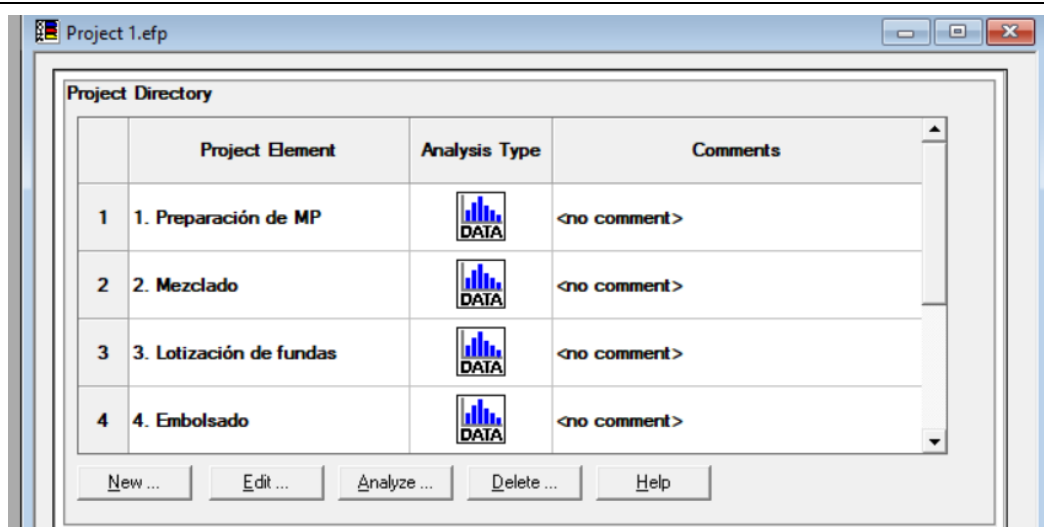 Project 1.efp
Project Directory
Project Element Analysis Type Comments
1 1. Preparación de MP DATA <no comment>
2 2. Mezclado DATA <no comment>
3 3. Lotización de fundas DATA <no comment>
4 4. Embolsado DATA <no comment>
New ... Edit ... Analyze ... Delete ... Help